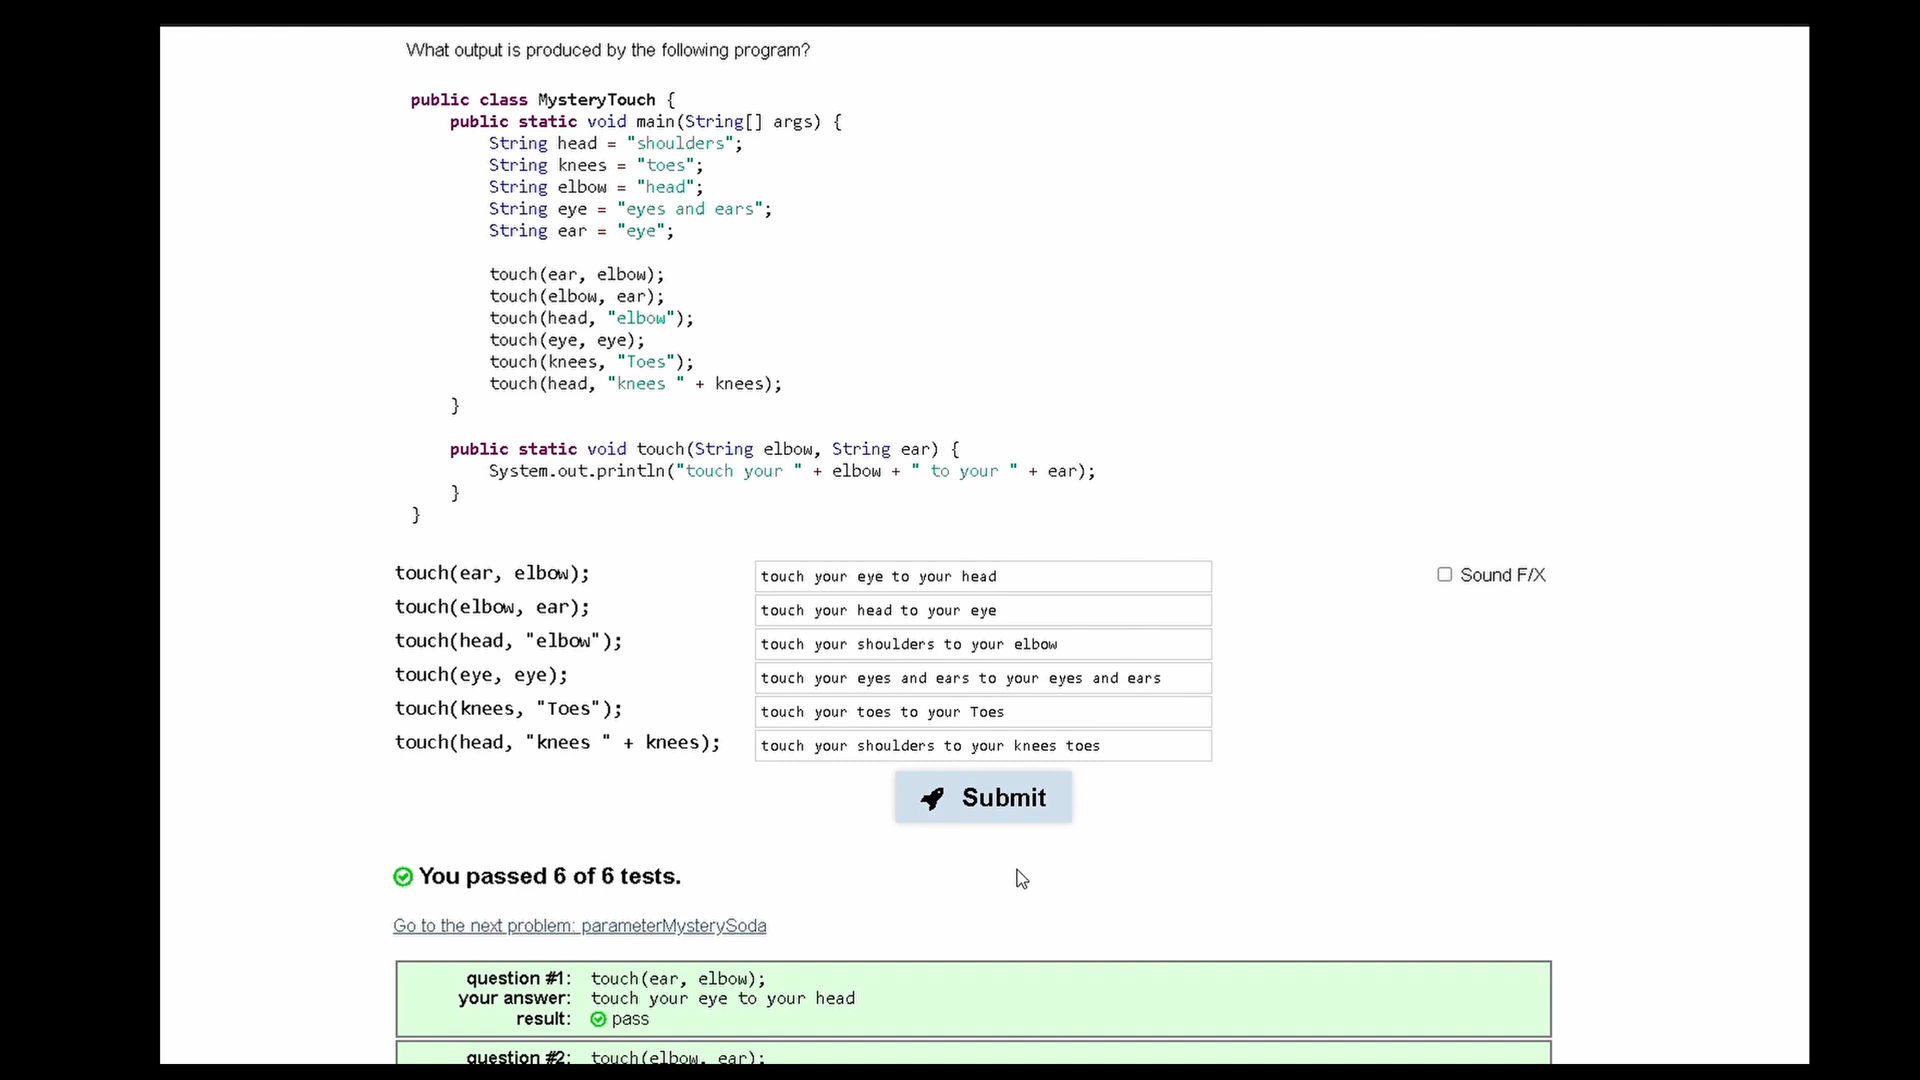 What output is produced by the following program?
public class MysteryTouch {
    public static void main(String[] args) {
        String head = "shoulders";
        String knees = "toes";
        String elbow = "head";
        String eye = "eyes and ears";
        String ear = "eye";

        touch(ear, elbow);
        touch(elbow, ear);
        touch(head, "elbow");
        touch(eye, eye);
        touch(knees, "Toes");
        touch(head, "knees " + knees);
    }

    public static void touch(String elbow, String ear) {
        System.out.println("touch your " + elbow + " to your " + ear);
    }
}
touch(ear, elbow); touch your eye to your head Sound F/X
touch(elbow, ear); touch your head to your eye
touch(head, "elbow"); touch your shoulders to your elbow
touch(eye, eye); touch your eyes and ears to your eyes and ears
touch(knees, "Toes"); touch your toes to your Toes
touch(head, "knees " + knees); touch your shoulders to your knees toes
Submit
You passed 6 of 6 tests.
Go to the next problem: parameterMysterySoda
question #1: touch(ear, elbow);
your answer: touch your eye to your head
result: pass
question #2: touch(elbow, ear);